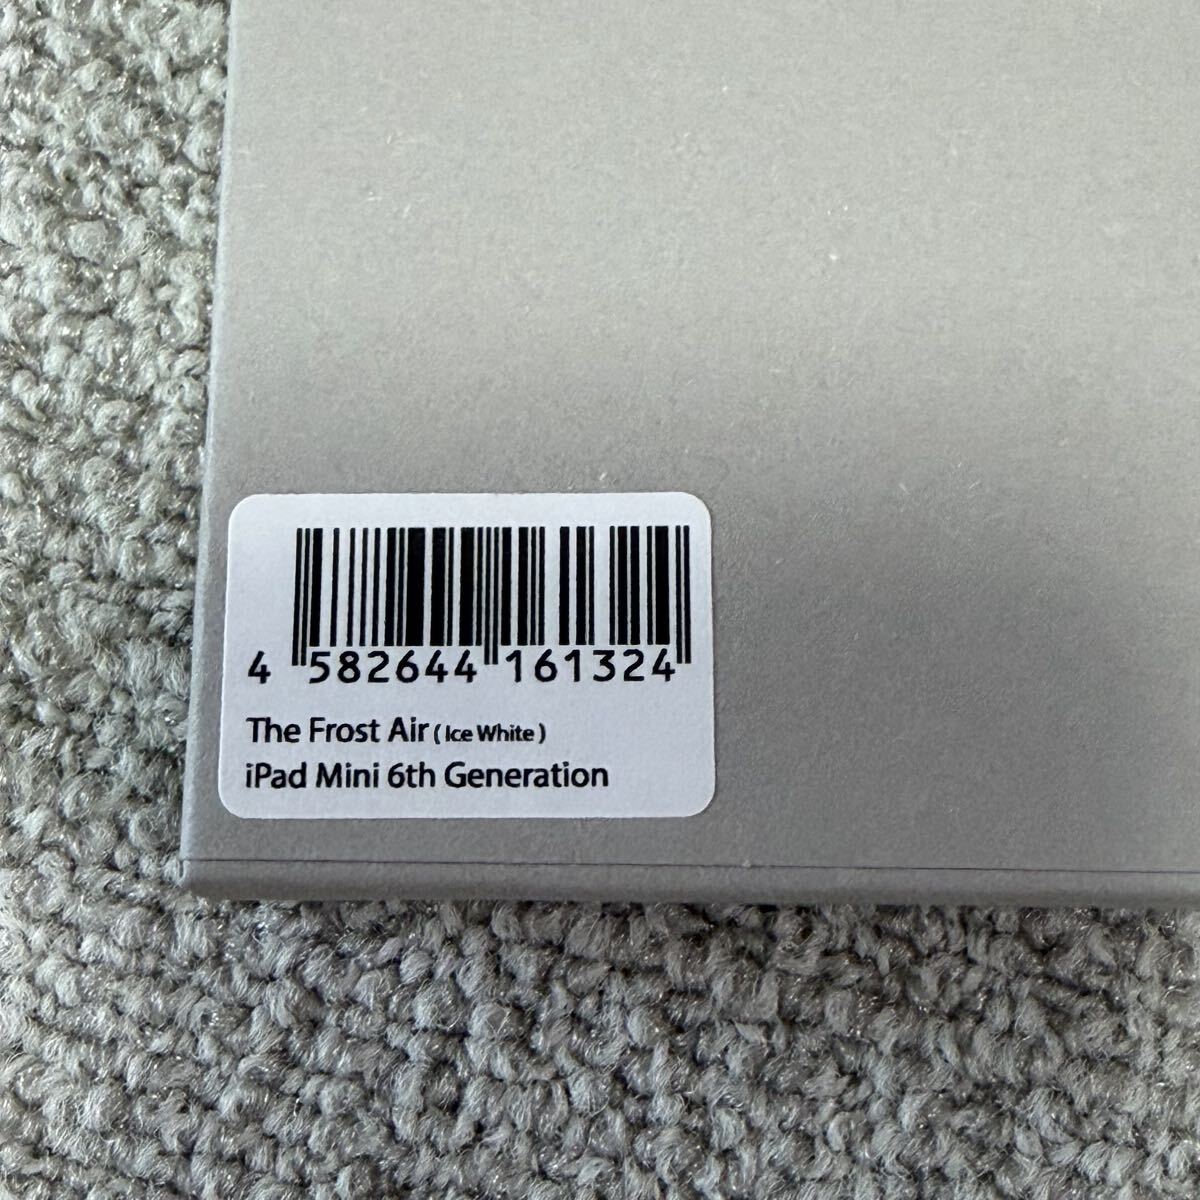 4 582644 161324
The Frost Air ( Ice White )
iPad Mini 6th Generation